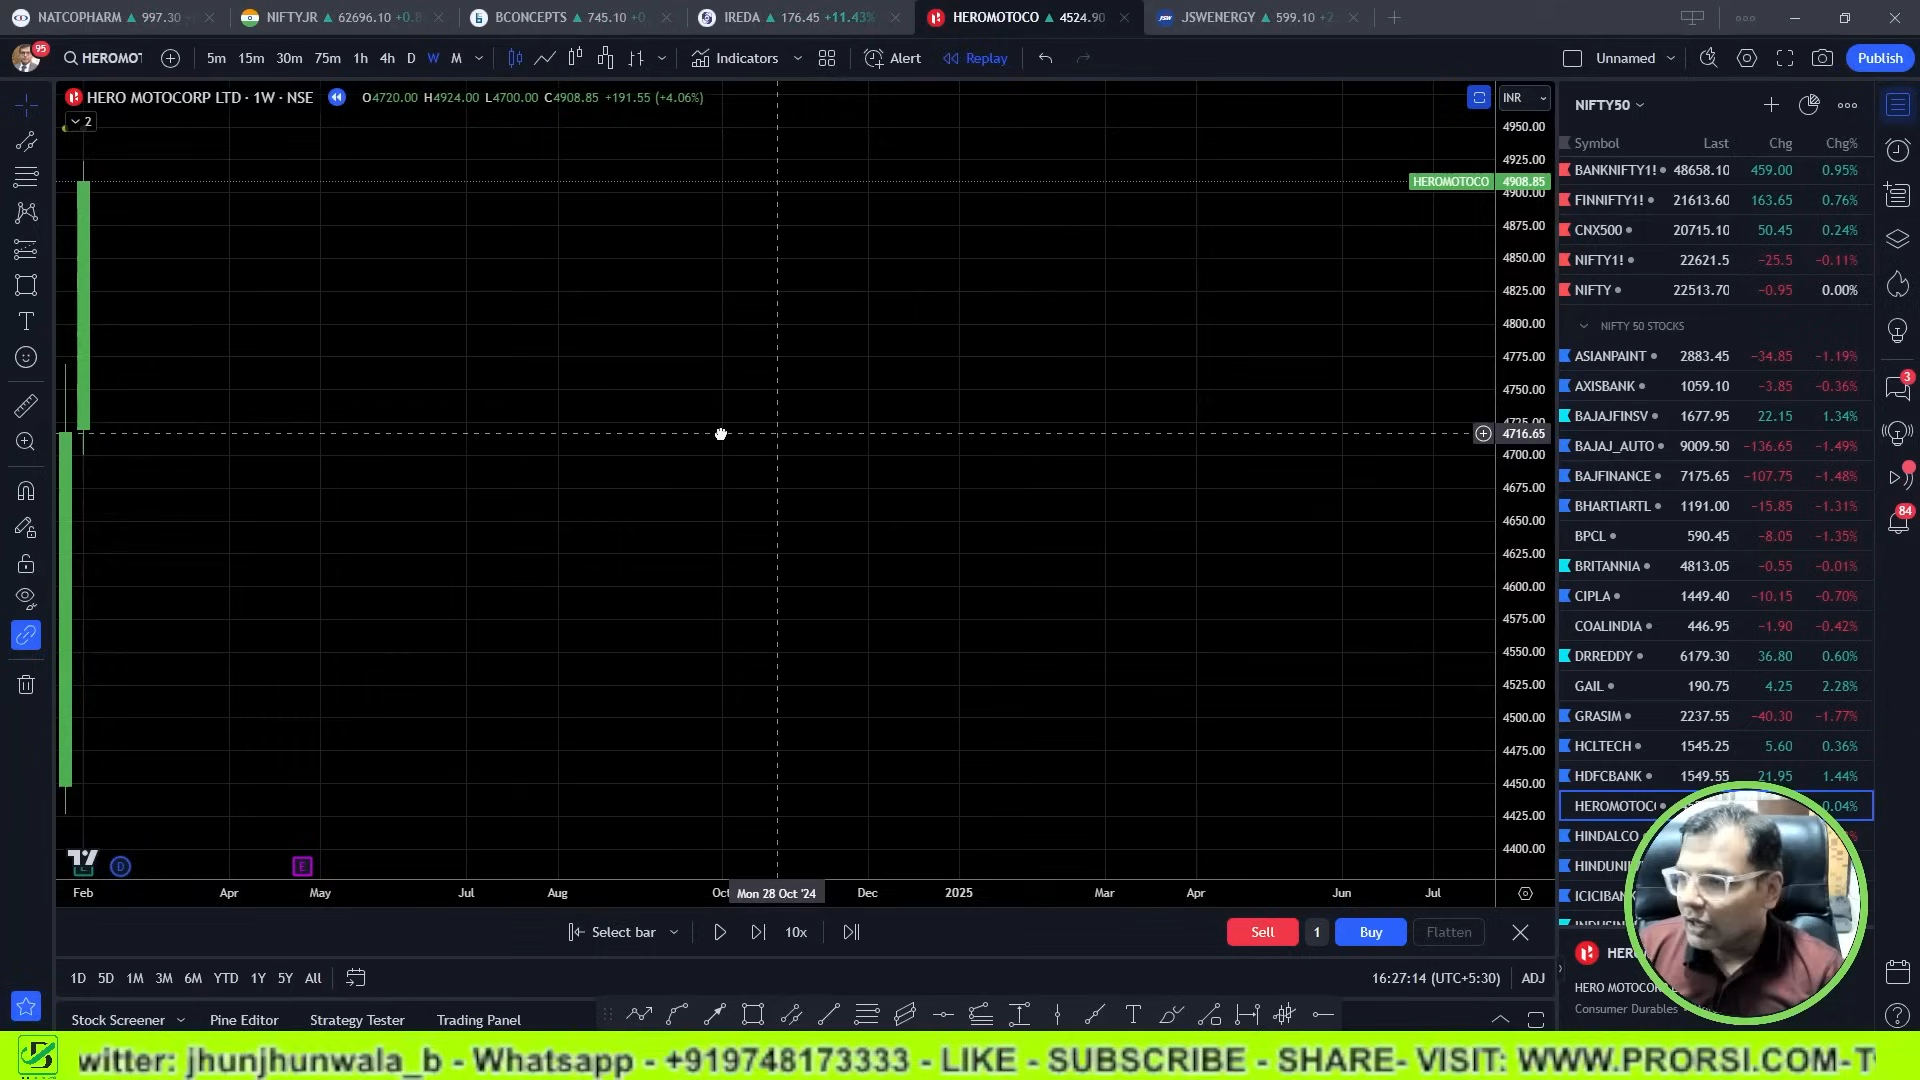 NATCOPHARM ▲ 997.30
NIFTYJR ▲ 62696.10 +0.8
BCONCEPTS ▲ 745.10 +0
IREDA ▲ 176.45 +11.43%
HEROMOTOCO ▲ 4524.90
JSWENERGY ▲ 599.10 +2
95
HEROMOT
5m 15m 30m 75m 1h 4h D W M
Indicators
Alert
Replay
Unnamed
Publish
HERO MOTOCORP LTD · 1W · NSE
O4720.00 H4924.00 L4700.00 C4908.85 +191.55 (+4.06%)
2
INR
4950.00
4925.00
HEROMOTOCO 4908.85
4900.00
4875.00
4850.00
4825.00
4800.00
4775.00
4750.00
4725.00
4716.65
4700.00
4675.00
4650.00
4625.00
4600.00
4575.00
4550.00
4525.00
4500.00
4475.00
4450.00
4425.00
4400.00
D
E
Feb Apr May Jul Aug Oct Mon 28 Oct '24 Dec 2025 Mar Apr Jun Jul
Select bar
10x
Sell 1 Buy Flatten
1D 5D 1M 3M 6M YTD 1Y 5Y All
16:27:14 (UTC+5:30) ADJ
Stock Screener Pine Editor Strategy Tester Trading Panel
NIFTY50
Symbol Last Chg Chg%
BANKNIFTY1! 48658.10 459.00 0.95%
FINNIFTY1! 21613.60 163.65 0.76%
CNX500 20715.10 50.45 0.24%
NIFTY1! 22621.5 −25.5 −0.11%
NIFTY 22513.70 −0.95 0.00%
NIFTY 50 STOCKS
ASIANPAINT 2883.45 −34.85 −1.19%
AXISBANK 1059.10 −3.85 −0.36%
BAJAJFINSV 1677.95 22.15 1.34%
BAJAJ_AUTO 9009.50 −136.65 −1.49%
BAJFINANCE 7175.65 −107.75 −1.48%
BHARTIARTL 1191.00 −15.85 −1.31%
BPCL 590.45 −8.05 −1.35%
BRITANNIA 4813.05 −0.55 −0.01%
CIPLA 1449.40 −10.15 −0.70%
COALINDIA 446.95 −1.90 −0.42%
DRREDDY 6179.30 36.80 0.60%
GAIL 190.75 4.25 2.28%
GRASIM 2237.55 −40.30 −1.77%
HCLTECH 1545.25 5.60 0.36%
HDFCBANK 1549.55 21.95 1.44%
HEROMOTOC 0.04%
HINDALCO
HINDUNI
ICICIBAN
HER
HERO MOTOCORP
Consumer Durables
3
84
witter: jhunjhunwala_b - Whatsapp - +919748173333 - LIKE - SUBSCRIBE - SHARE- VISIT: WWW.PRORSI.COM-T